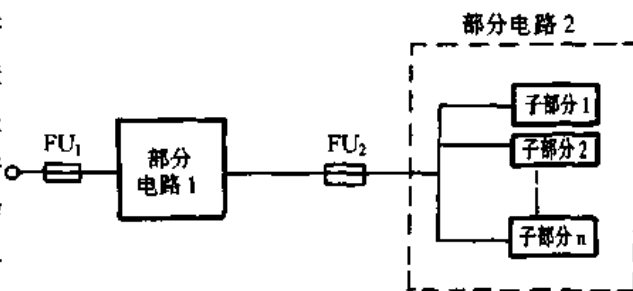 部分电路 2
FU₁
部分
电路 1
FU₂
子部分 1
子部分 2
子部分 n